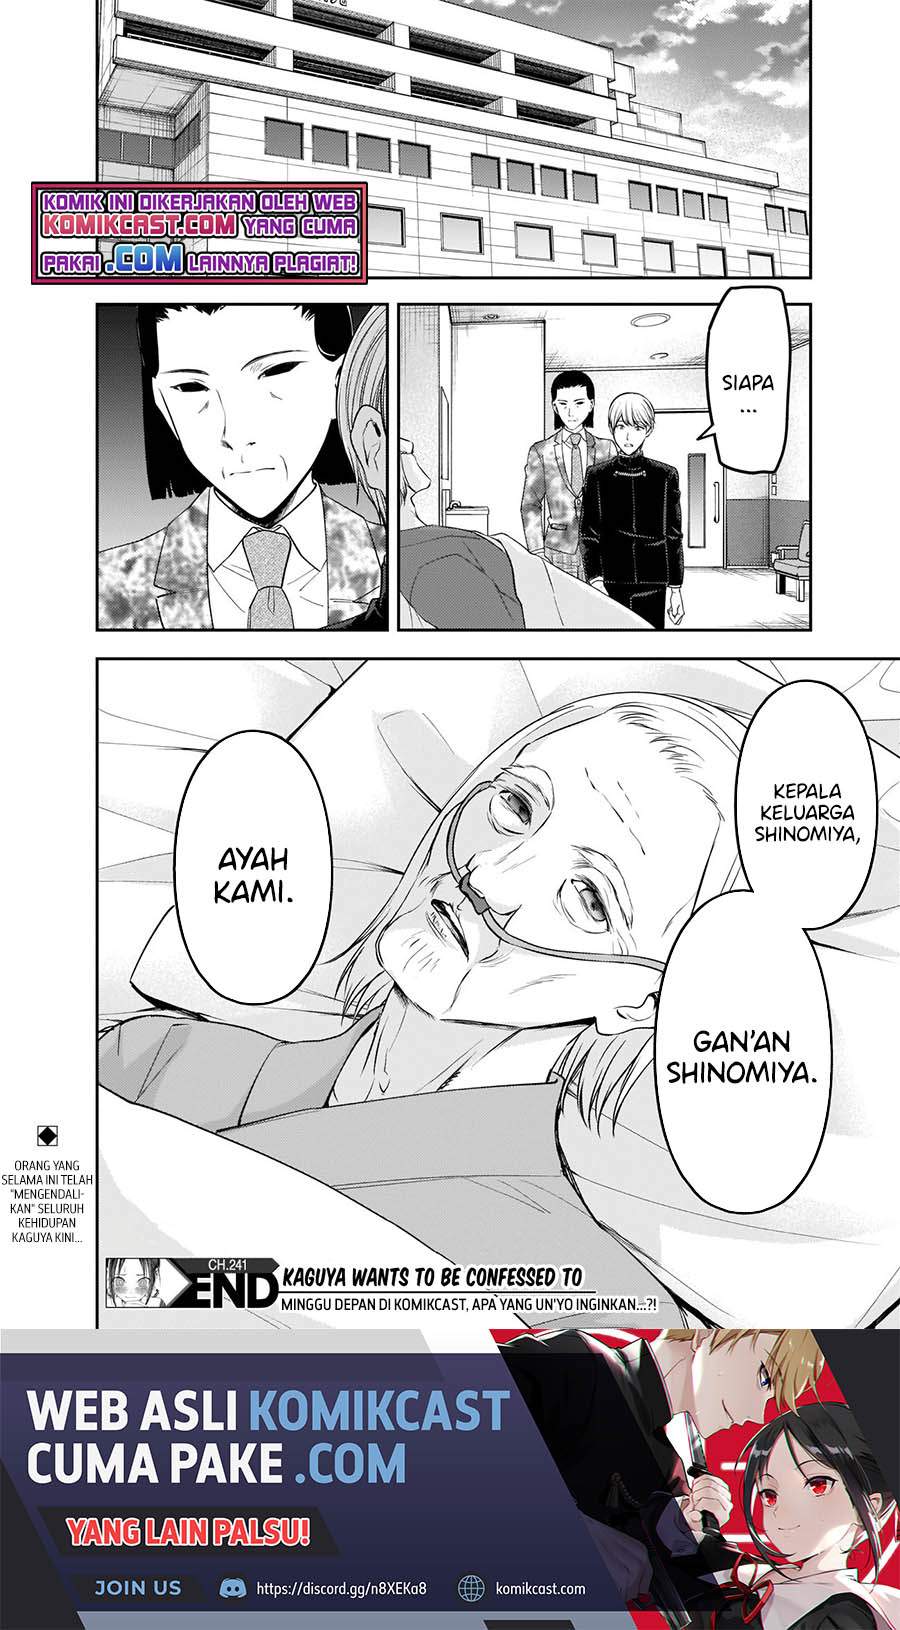 KOMIK INI DIKERJAKAN OLEH WEB
KOMIKCAST.COM YANG CUMA
PAKAI .COM LAINNYA PLAGIAT!
SIAPA
...
KEPALA
KELUARGA
SHINOMIYA,
AYAH
KAMI.
GAN'AN
SHINOMIYA.
ORANG YANG
SELAMA INI TELAH
"MENGENDALI-
KAN" SELURUH
KEHIDUPAN
KAGUYA KINI...
CH.241
END
KAGUYA WANTS TO BE CONFESSED TO
MINGGU DEPAN DI KOMIKCAST, APA YANG UN'YO INGINKAN...?!
WEB ASLI KOMIKCAST
CUMA PAKE .COM
YANG LAIN PALSU!
JOIN US
https://discord.gg/n8XEKa8
komikcast.com